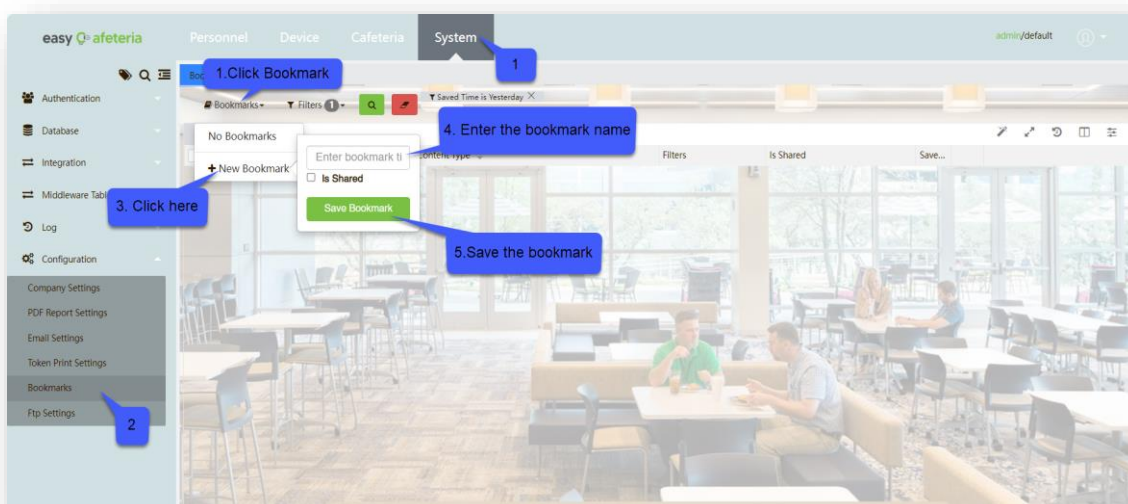 easy Cafeteria
Personnel
Device
Cafeteria
System
admin/default
1
1.Click Bookmark
Authentication
Bookmarks
Filters 1
Saved Time is Yesterday ×
Database
No Bookmarks
4. Enter the bookmark name
Integration
+ New Bookmark
Enter bookmark ti
Content Type
Filters
Is Shared
Save...
Is Shared
Middleware Tabl
3. Click here
Save Bookmark
Log
5.Save the bookmark
Configuration
Company Settings
PDF Report Settings
Email Settings
Token Print Settings
Bookmarks
2
Ftp Settings